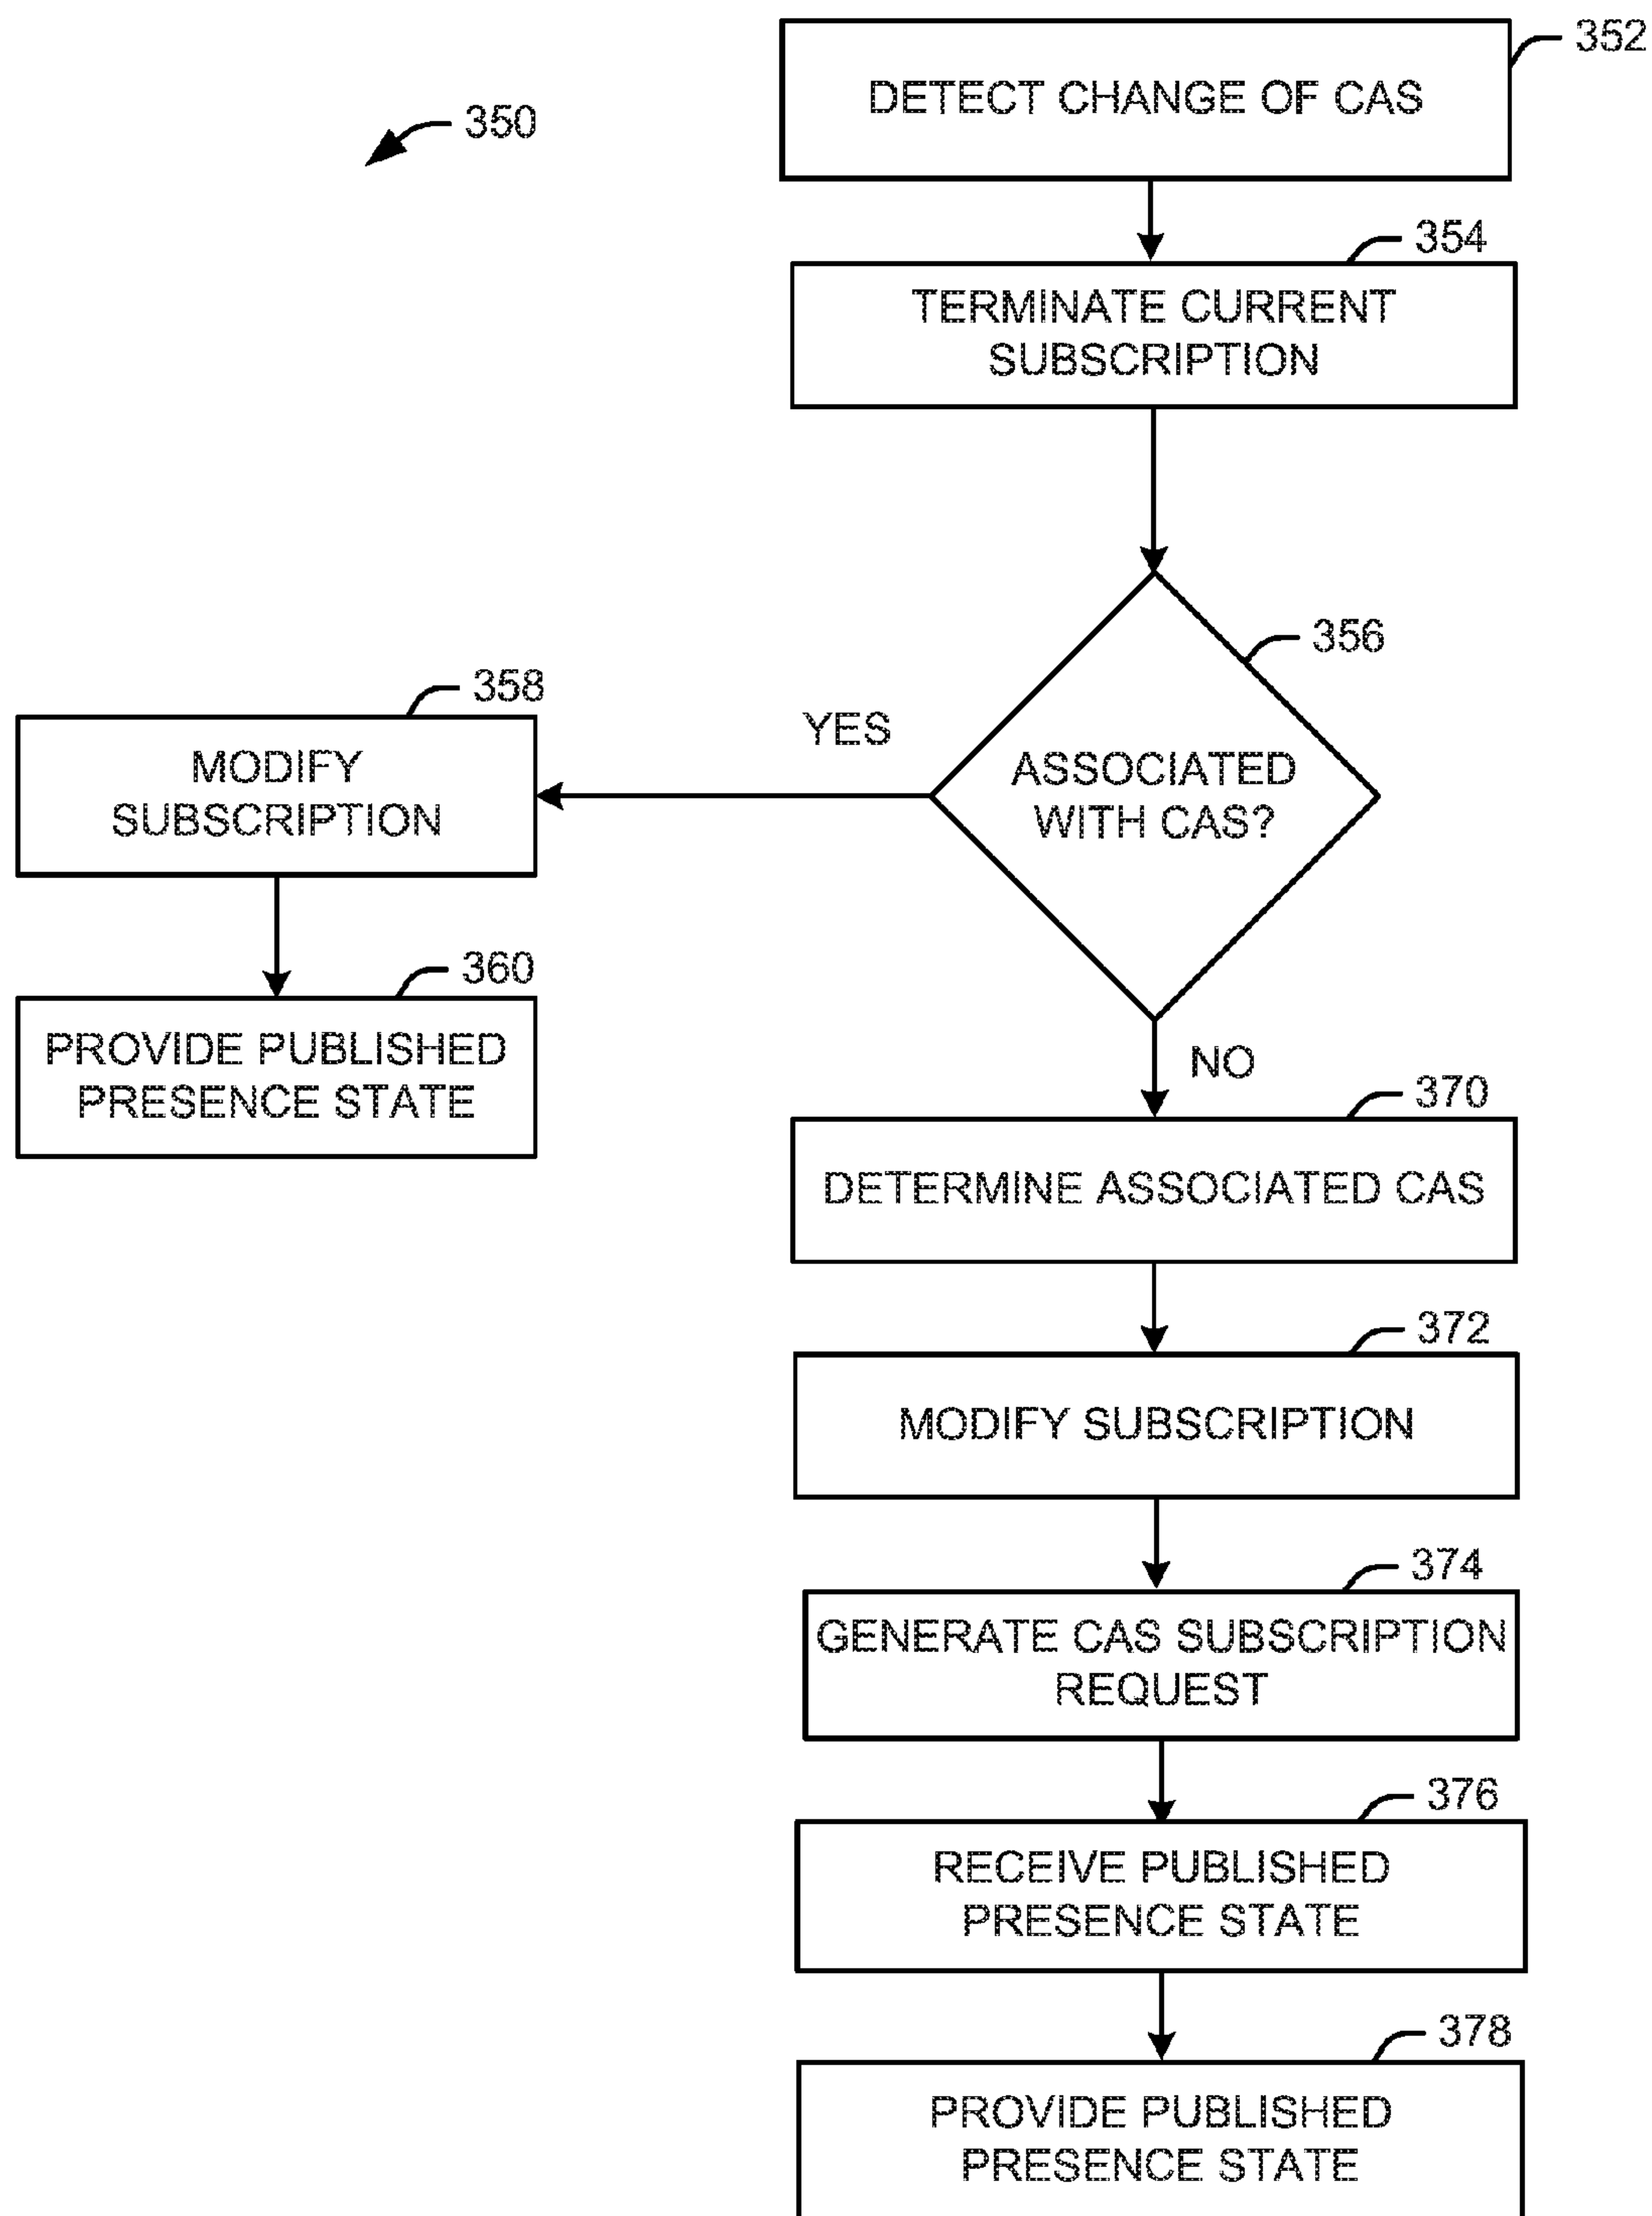 350
352
DETECT CHANGE OF CAS
354
TERMINATE CURRENT
SUBSCRIPTION
356
ASSOCIATED
WITH CAS?
YES
358
MODIFY
SUBSCRIPTION
360
PROVIDE PUBLISHED
PRESENCE STATE
NO
370
DETERMINE ASSOCIATED CAS
372
MODIFY SUBSCRIPTION
374
GENERATE CAS SUBSCRIPTION
REQUEST
376
RECEIVE PUBLISHED
PRESENCE STATE
378
PROVIDE PUBLISHED
PRESENCE STATE